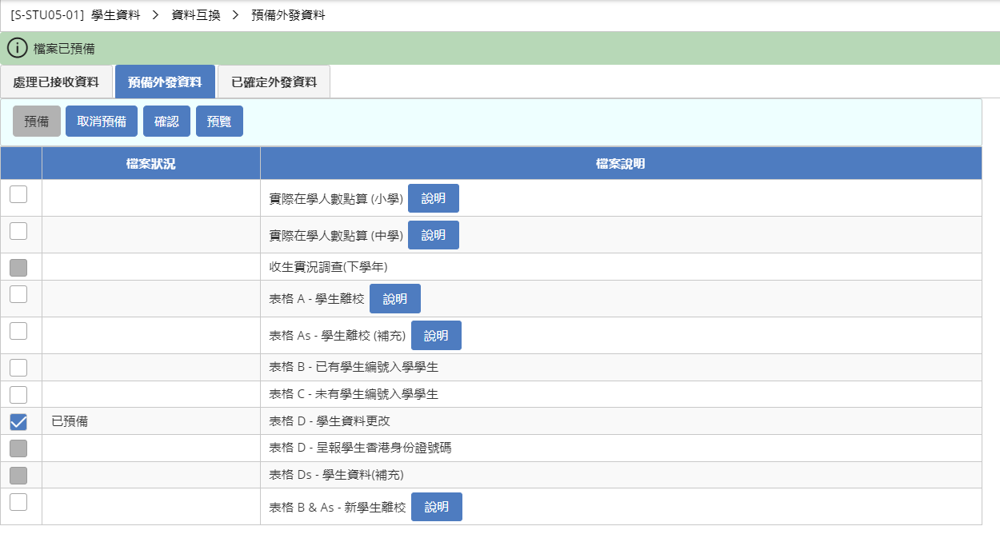 [S-STU05-01] 學生資料 > 資料互換 > 預備外發資料
檔案已預備
處理已接收資料 預備外發資料 已確定外發資料
預備 取消預備 確認 預覽
檔案狀況 檔案說明
實際在學人數點算 (小學) 說明
實際在學人數點算 (中學) 說明
收生實況調查(下學年)
表格 A - 學生離校 說明
表格 As - 學生離校 (補充) 說明
表格 B - 已有學生編號入學學生
表格 C - 未有學生編號入學學生
已預備 表格 D - 學生資料更改
表格 D - 呈報學生香港身份證號碼
表格 Ds - 學生資料(補充)
表格 B & As - 新學生離校 說明